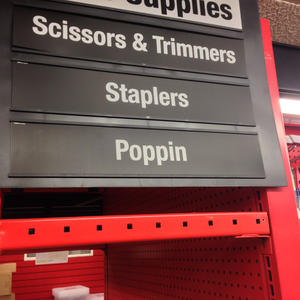 Supplies
Scissors & Trimmers
Staplers
Poppin